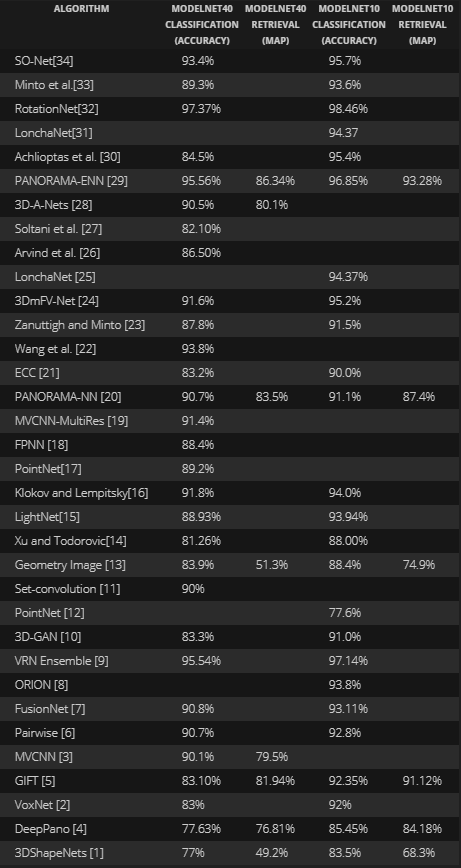 ALGORITHM MODELNET40 MODELNET40 MODELNET10 MODELNET10
CLASSIFICATION RETRIEVAL CLASSIFICATION RETRIEVAL
(ACCURACY) (MAP) (ACCURACY) (MAP)
SO-Net[34] 93.4% 95.7%
Minto et al.[33] 89.3% 93.6%
RotationNet[32] 97.37% 98.46%
LonchaNet[31] 94.37
Achlioptas et al. [30] 84.5% 95.4%
PANORAMA-ENN [29] 95.56% 86.34% 96.85% 93.28%
3D-A-Nets [28] 90.5% 80.1%
Soltani et al. [27] 82.10%
Arvind et al. [26] 86.50%
LonchaNet [25] 94.37%
3DmFV-Net [24] 91.6% 95.2%
Zanuttigh and Minto [23] 87.8% 91.5%
Wang et al. [22] 93.8%
ECC [21] 83.2% 90.0%
PANORAMA-NN [20] 90.7% 83.5% 91.1% 87.4%
MVCNN-MultiRes [19] 91.4%
FPNN [18] 88.4%
PointNet[17] 89.2%
Klokov and Lempitsky[16] 91.8% 94.0%
LightNet[15] 88.93% 93.94%
Xu and Todorovic[14] 81.26% 88.00%
Geometry Image [13] 83.9% 51.3% 88.4% 74.9%
Set-convolution [11] 90%
PointNet [12] 77.6%
3D-GAN [10] 83.3% 91.0%
VRN Ensemble [9] 95.54% 97.14%
ORION [8] 93.8%
FusionNet [7] 90.8% 93.11%
Pairwise [6] 90.7% 92.8%
MVCNN [3] 90.1% 79.5%
GIFT [5] 83.10% 81.94% 92.35% 91.12%
VoxNet [2] 83% 92%
DeepPano [4] 77.63% 76.81% 85.45% 84.18%
3DShapeNets [1] 77% 49.2% 83.5% 68.3%